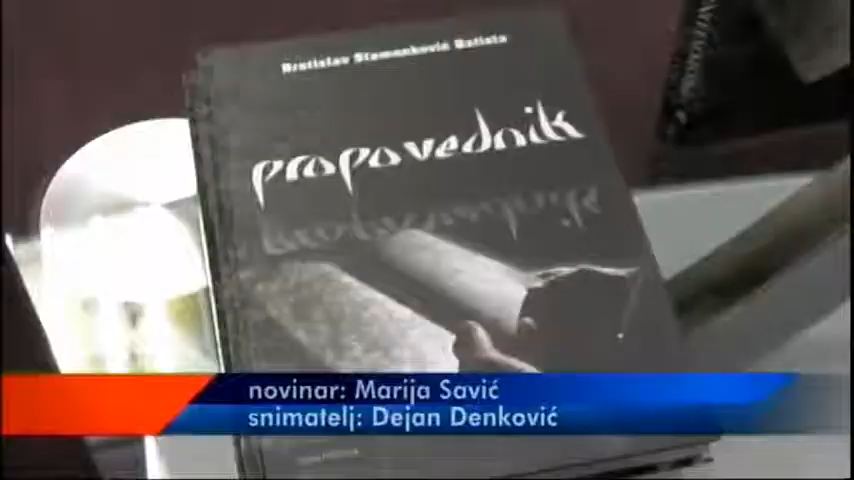 Bratislav Stamenković Batista
propovednik
novinar: Marija Savić
snimatelj: Dejan Denković